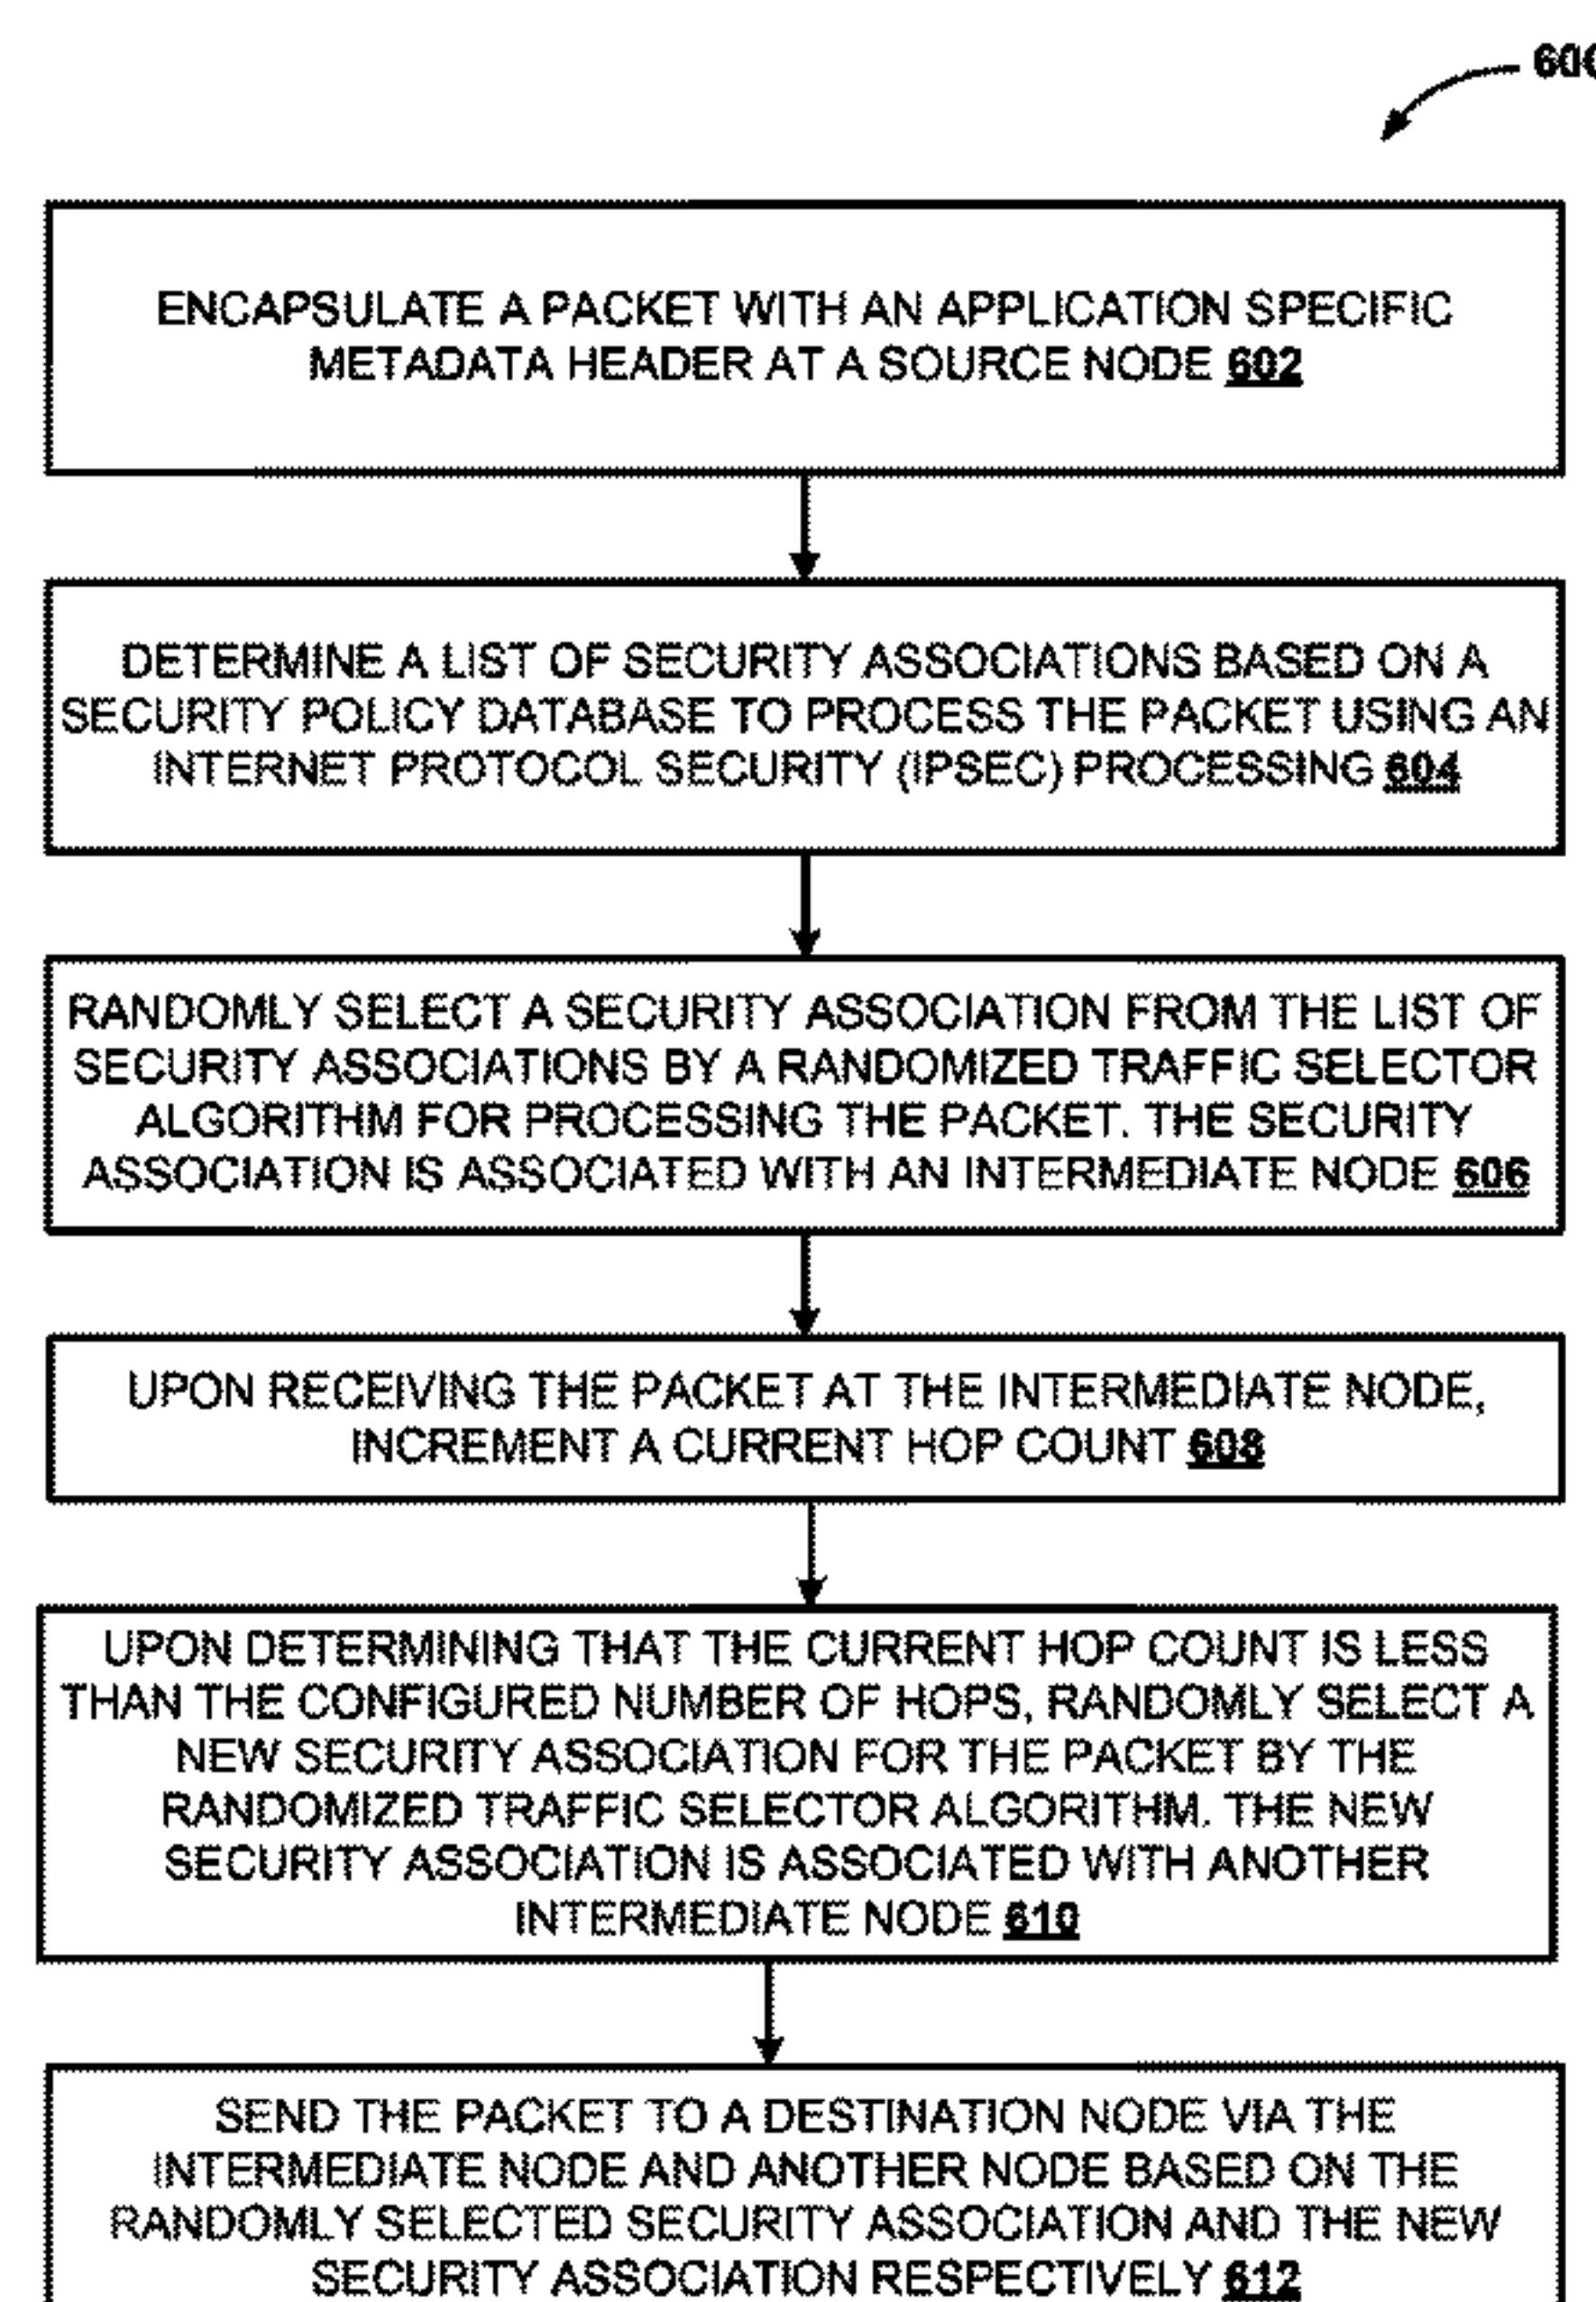 600
ENCAPSULATE A PACKET WITH AN APPLICATION SPECIFIC
METADATA HEADER AT A SOURCE NODE 602
DETERMINE A LIST OF SECURITY ASSOCIATIONS BASED ON A
SECURITY POLICY DATABASE TO PROCESS THE PACKET USING AN
INTERNET PROTOCOL SECURITY (IPSEC) PROCESSING 604
RANDOMLY SELECT A SECURITY ASSOCIATION FROM THE LIST OF
SECURITY ASSOCIATIONS BY A RANDOMIZED TRAFFIC SELECTOR
ALGORITHM FOR PROCESSING THE PACKET. THE SECURITY
ASSOCIATION IS ASSOCIATED WITH AN INTERMEDIATE NODE 606
UPON RECEIVING THE PACKET AT THE INTERMEDIATE NODE,
INCREMENT A CURRENT HOP COUNT 608
UPON DETERMINING THAT THE CURRENT HOP COUNT IS LESS
THAN THE CONFIGURED NUMBER OF HOPS, RANDOMLY SELECT A
NEW SECURITY ASSOCIATION FOR THE PACKET BY THE
RANDOMIZED TRAFFIC SELECTOR ALGORITHM. THE NEW
SECURITY ASSOCIATION IS ASSOCIATED WITH ANOTHER
INTERMEDIATE NODE 610
SEND THE PACKET TO A DESTINATION NODE VIA THE
INTERMEDIATE NODE AND ANOTHER NODE BASED ON THE
RANDOMLY SELECTED SECURITY ASSOCIATION AND THE NEW
SECURITY ASSOCIATION RESPECTIVELY 612